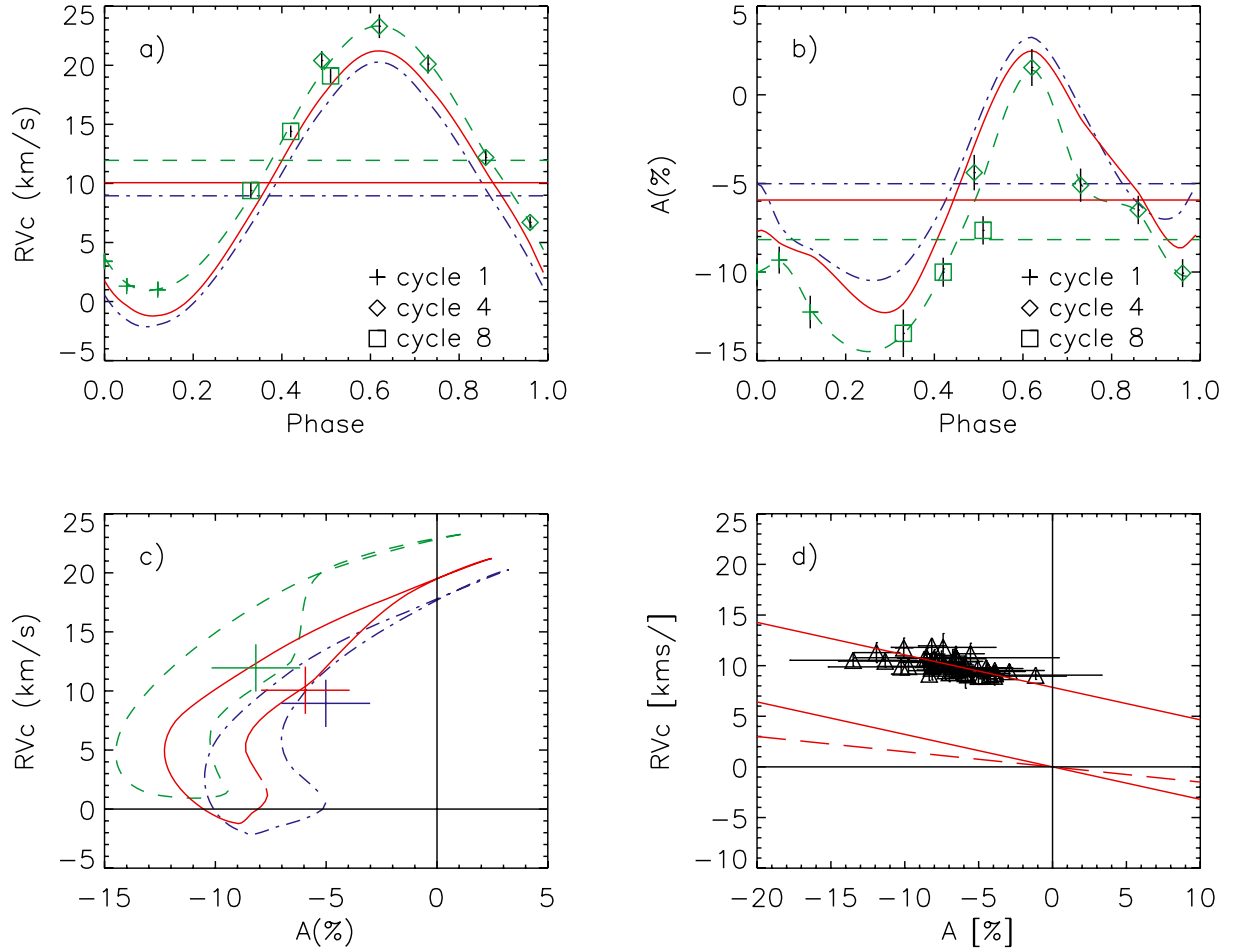 a)
25
20
15
10
5
0
−5
RVc (km/s)
+ cycle 1
◇ cycle 4
□ cycle 8
0.0 0.2 0.4 0.6 0.8 1.0
Phase
b)
5
0
−5
−10
−15
A(%)
+ cycle 1
◇ cycle 4
□ cycle 8
0.0 0.2 0.4 0.6 0.8 1.0
Phase
c)
25
20
15
10
5
0
−5
RVc (km/s)
−15 −10 −5 0 5
A(%)
d)
25
20
15
10
5
0
−5
−10
RVc [kms/]
−20 −15 −10 −5 0 5 10
A [%]